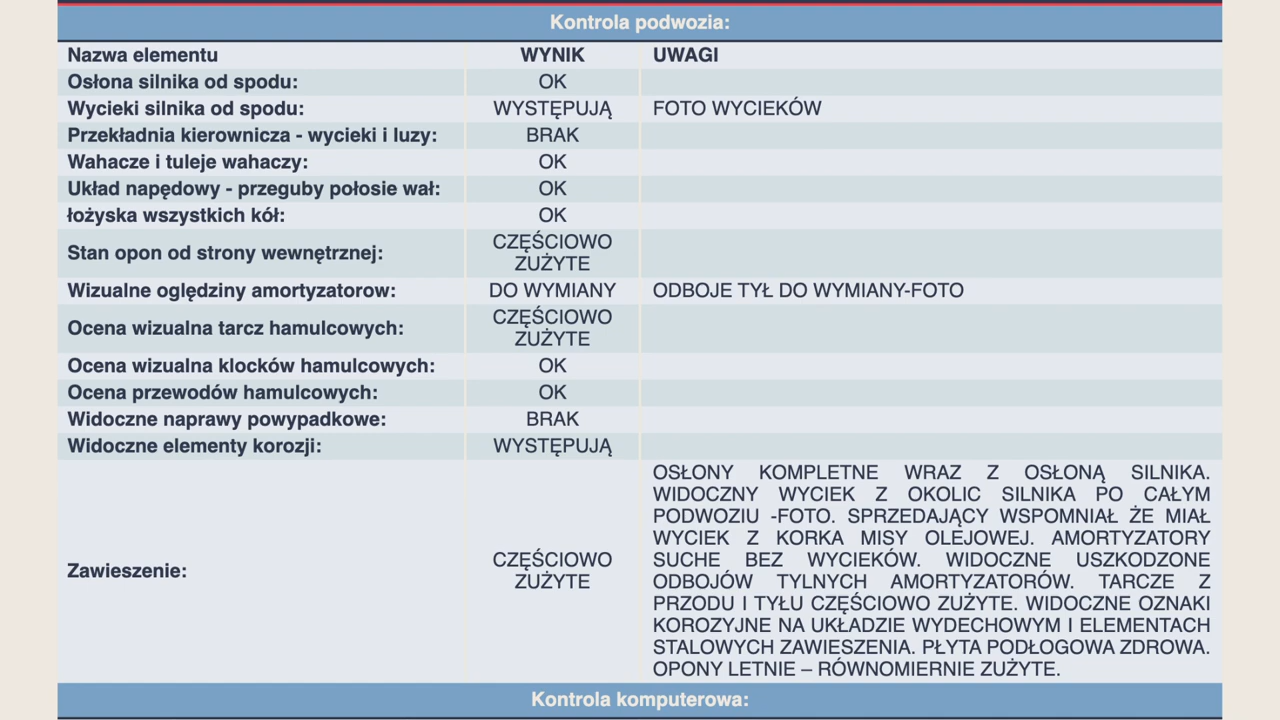 Kontrola podwozia:
Nazwa elementu WYNIK UWAGI
Osłona silnika od spodu: OK
Wycieki silnika od spodu: WYSTĘPUJĄ FOTO WYCIEKÓW
Przekładnia kierownicza - wycieki i luzy: BRAK
Wahacze i tuleje wahaczy: OK
Układ napędowy - przeguby połosie wał: OK
łożyska wszystkich kół: OK
Stan opon od strony wewnętrznej: CZĘŚCIOWO
ZUŻYTE
Wizualne oględziny amortyzatorow: DO WYMIANY ODBOJE TYŁ DO WYMIANY-FOTO
Ocena wizualna tarcz hamulcowych: CZĘŚCIOWO
ZUŻYTE
Ocena wizualna klocków hamulcowych: OK
Ocena przewodów hamulcowych: OK
Widoczne naprawy powypadkowe: BRAK
Widoczne elementy korozji: WYSTĘPUJĄ
Zawieszenie: CZĘŚCIOWO
ZUŻYTE
OSŁONY KOMPLETNE WRAZ Z OSŁONĄ SILNIKA.
WIDOCZNY WYCIEK Z OKOLIC SILNIKA PO CAŁYM
PODWOZIU -FOTO. SPRZEDAJĄCY WSPOMNIAŁ ŻE MIAŁ
WYCIEK Z KORKA MISY OLEJOWEJ. AMORTYZATORY
SUCHE BEZ WYCIEKÓW. WIDOCZNE USZKODZONE
ODBOJÓW TYLNYCH AMORTYZATORÓW. TARCZE Z
PRZODU I TYŁU CZĘŚCIOWO ZUŻYTE. WIDOCZNE OZNAKI
KOROZYJNE NA UKŁADZIE WYDECHOWYM I ELEMENTACH
STALOWYCH ZAWIESZENIA. PŁYTA PODŁOGOWA ZDROWA.
OPONY LETNIE – RÓWNOMIERNIE ZUŻYTE.
Kontrola komputerowa: